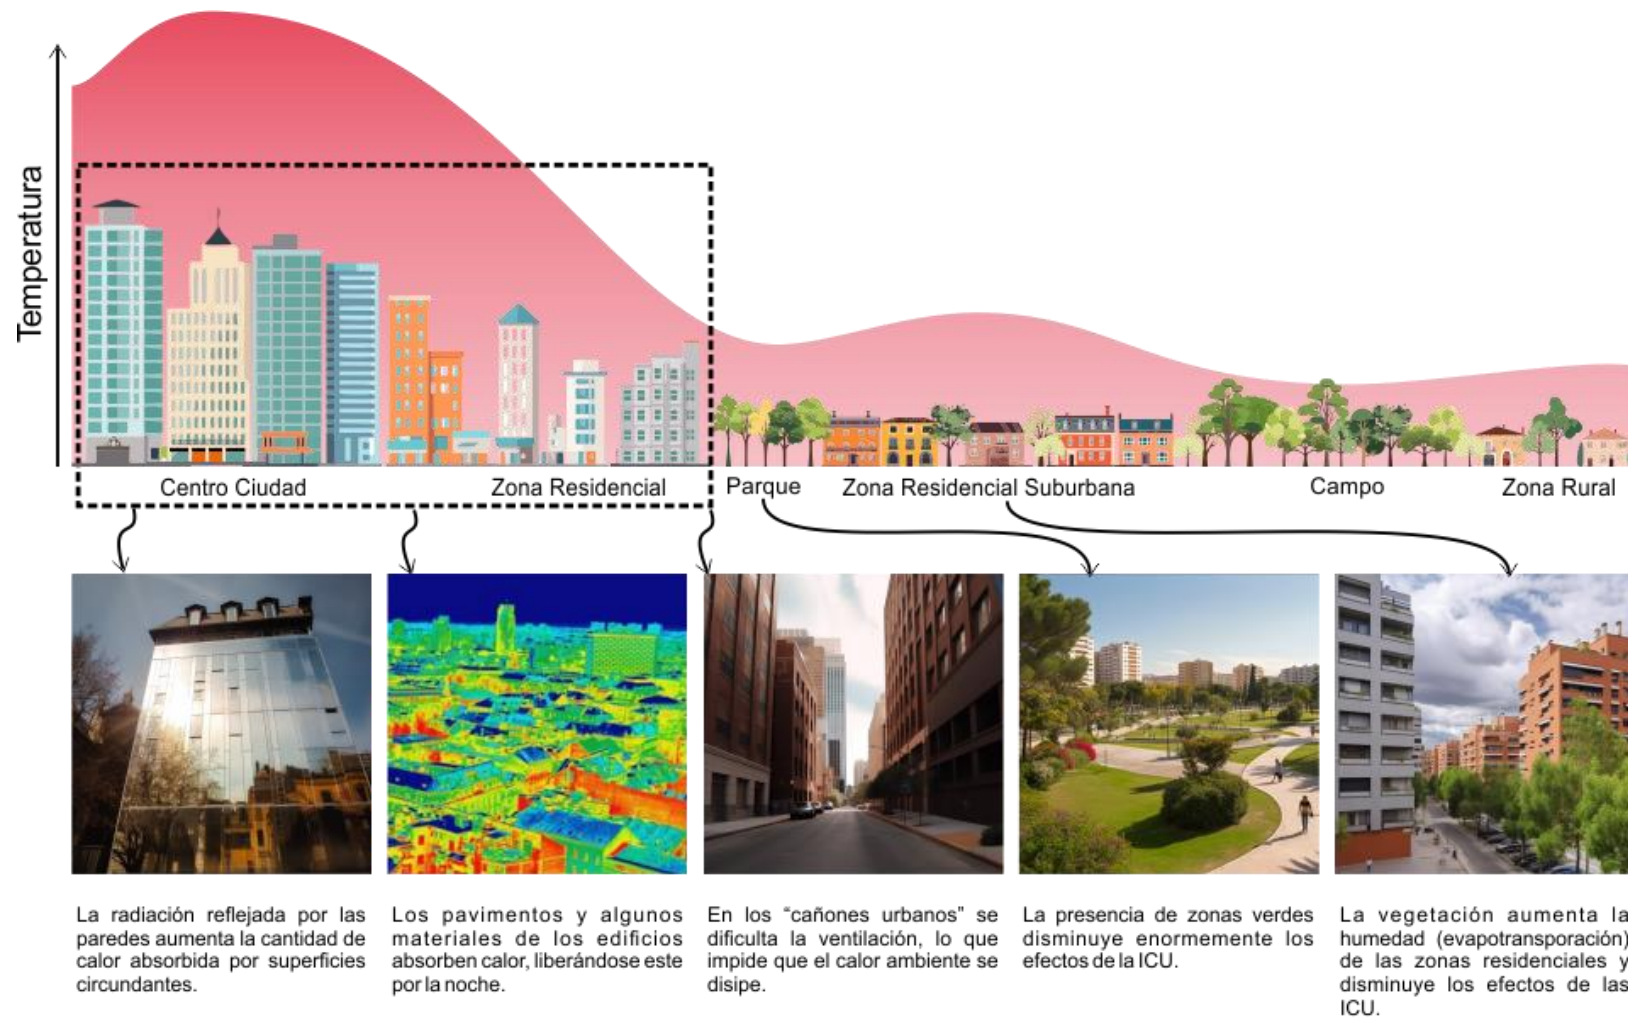 Temperatura
Centro Ciudad
Zona Residencial
Parque
Zona Residencial Suburbana
Campo
Zona Rural
La radiación reflejada por las
paredes aumenta la cantidad de
calor absorbida por superficies
circundantes.
Los pavimentos y algunos
materiales de los edificios
absorben calor, liberándose este
por la noche.
En los “cañones urbanos” se
dificulta la ventilación, lo que
impide que el calor ambiente se
disipe.
La presencia de zonas verdes
disminuye enormemente los
efectos de la ICU.
La vegetación aumenta la
humedad (evapotransporación)
de las zonas residenciales y
disminuye los efectos de las
ICU.